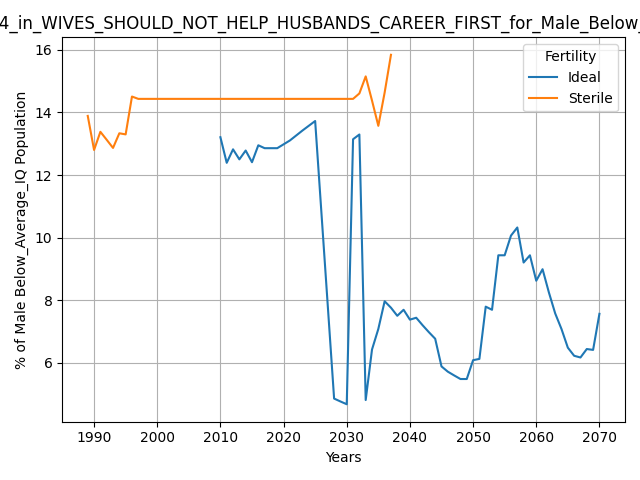 4_in_WIVES_SHOULD_NOT_HELP_HUSBANDS_CAREER_FIRST_for_Male_Below_
Fertility
Ideal
Sterile
% of Male Below_Average_IQ Population
16
14
12
10
8
6
1990 2000 2010 2020 2030 2040 2050 2060 2070
Years